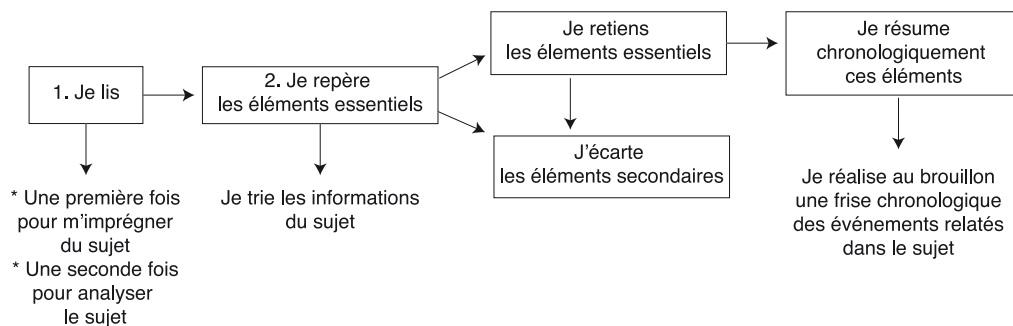 1. Je lis
* Une première fois
pour m'imprégner
du sujet
* Une seconde fois
pour analyser
le sujet
2. Je repère
les éléments essentiels
Je trie les informations
du sujet
Je retiens
les élements essentiels
J'écarte
les éléments secondaires
Je résume
chronologiquement
ces éléments
Je réalise au brouillon
une frise chronologique
des événements relatés
dans le sujet